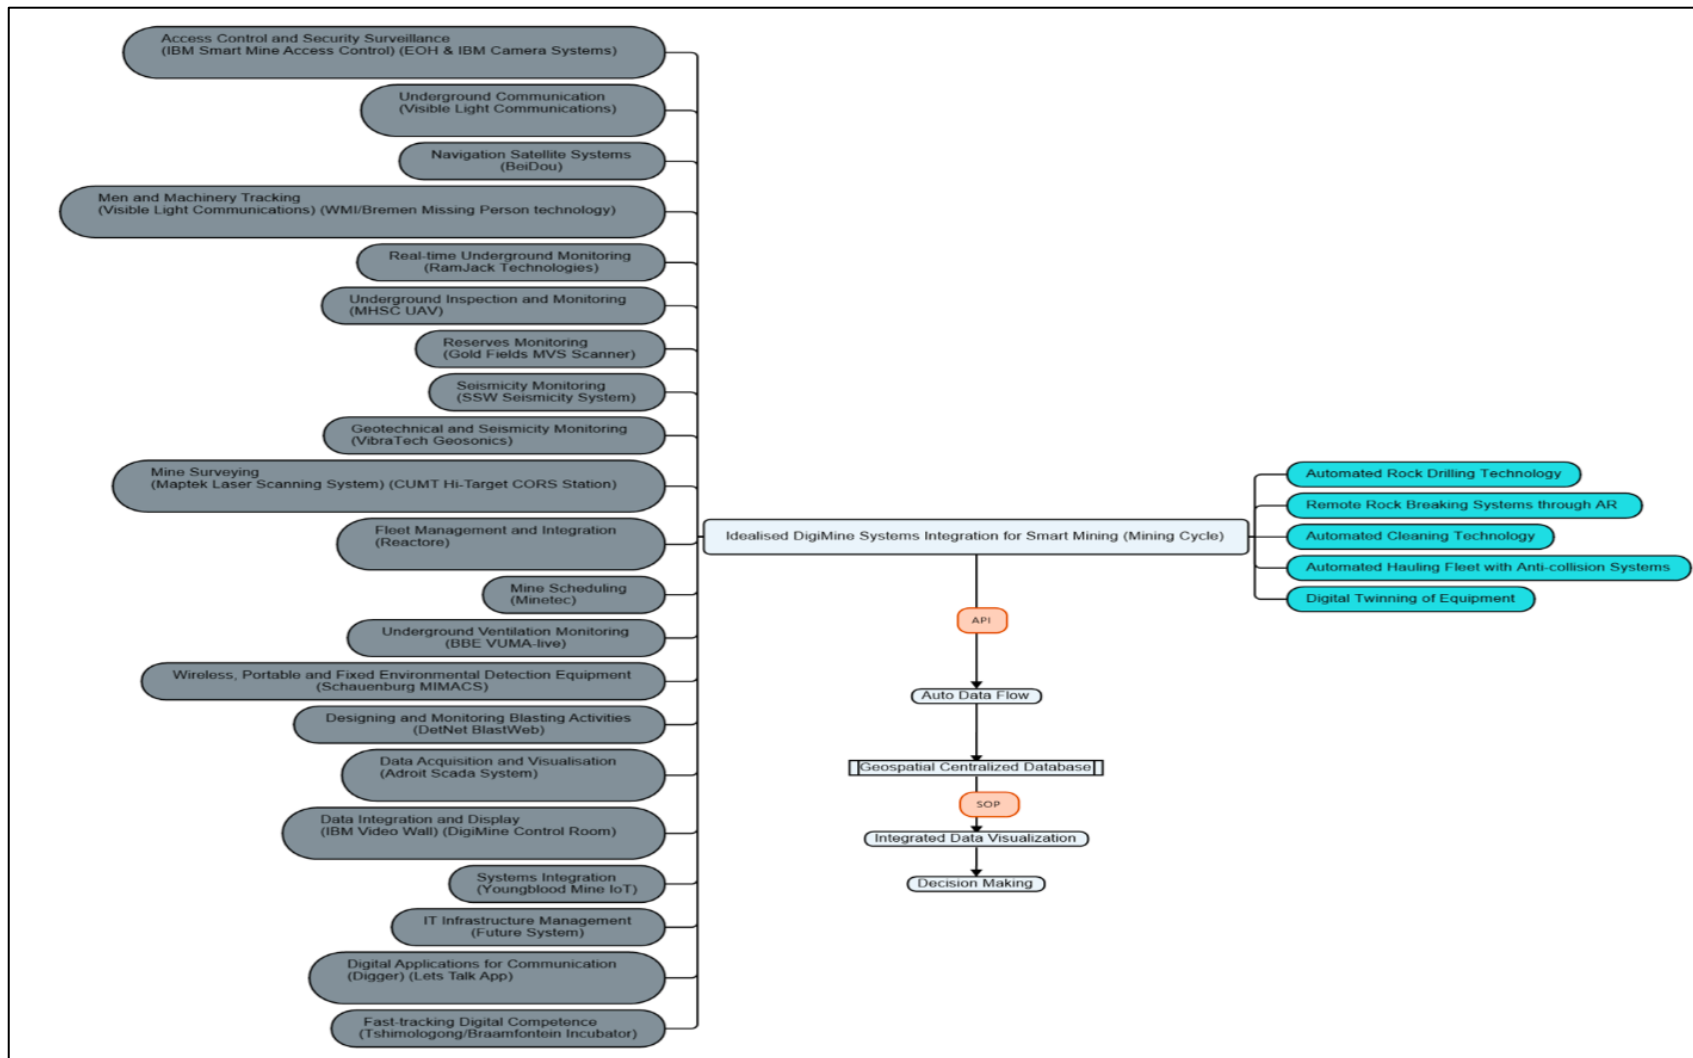 Access Control and Security Surveillance
(IBM Smart Mine Access Control) (EOH & IBM Camera Systems)
Underground Communication
(Visible Light Communications)
Navigation Satellite Systems
(BeiDou)
Men and Machinery Tracking
(Visible Light Communications) (WMI/Bremen Missing Person technology)
Real-time Underground Monitoring
(RamJack Technologies)
Underground Inspection and Monitoring
(MHSC UAV)
Reserves Monitoring
(Gold Fields MVS Scanner)
Seismicity Monitoring
(SSW Seismicity System)
Geotechnical and Seismicity Monitoring
(VibraTech Geosonics)
Mine Surveying
(Maptek Laser Scanning System) (CUMT Hi-Target CORS Station)
Fleet Management and Integration
(Reactore)
Mine Scheduling
(Minetec)
Underground Ventilation Monitoring
(BBE VUMA-live)
Wireless, Portable and Fixed Environmental Detection Equipment
(Schauenburg MIMACS)
Designing and Monitoring Blasting Activities
(DetNet BlastWeb)
Data Acquisition and Visualisation
(Adroit Scada System)
Data Integration and Display
(IBM Video Wall) (DigiMine Control Room)
Systems Integration
(Youngblood Mine IoT)
IT Infrastructure Management
(Future System)
Digital Applications for Communication
(Digger) (Lets Talk App)
Fast-tracking Digital Competence
(Tshimologong/Braamfontein Incubator)
Idealised DigiMine Systems Integration for Smart Mining (Mining Cycle)
API
Auto Data Flow
Geospatial Centralized Database
SOP
Integrated Data Visualization
Decision Making
Automated Rock Drilling Technology
Remote Rock Breaking Systems through AR
Automated Cleaning Technology
Automated Hauling Fleet with Anti-collision Systems
Digital Twinning of Equipment